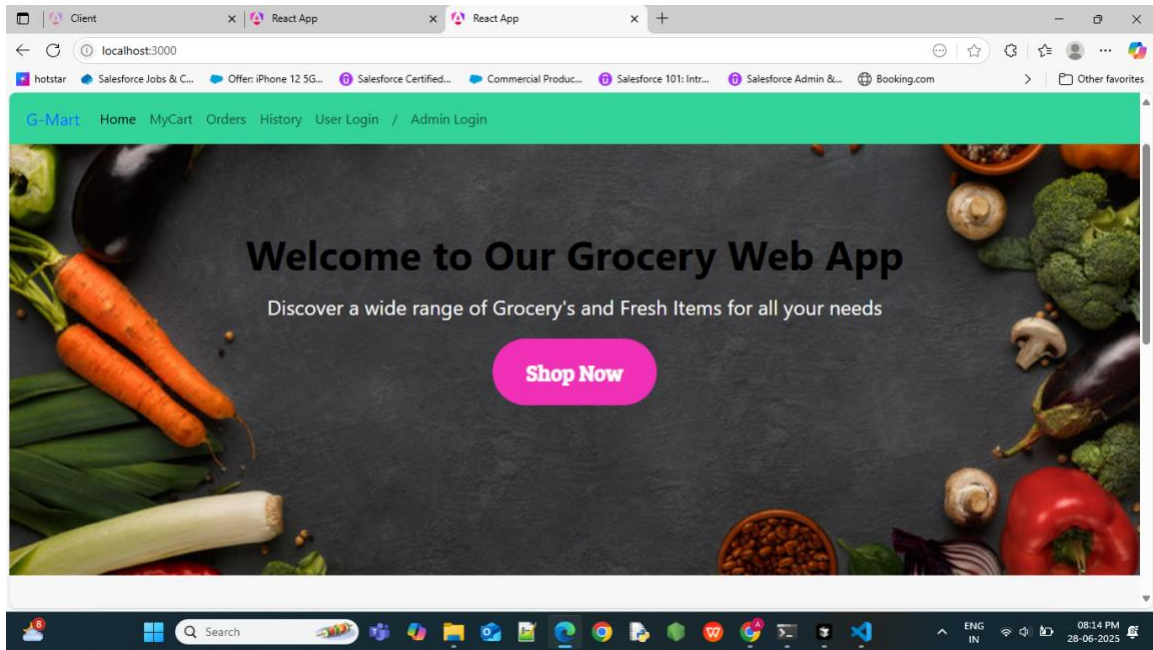 Client
React App
React App
localhost:3000
hotstar
Salesforce Jobs & C...
Offer: iPhone 12 5G...
Salesforce Certified...
Commercial Produc...
Salesforce 101: Intr...
Salesforce Admin &...
Booking.com
Other favorites
G-Mart Home MyCart Orders History User Login / Admin Login
Welcome to Our Grocery Web App
Discover a wide range of Grocery's and Fresh Items for all your needs
Shop Now
8
Search
ENG
IN
08:14 PM
28-06-2025